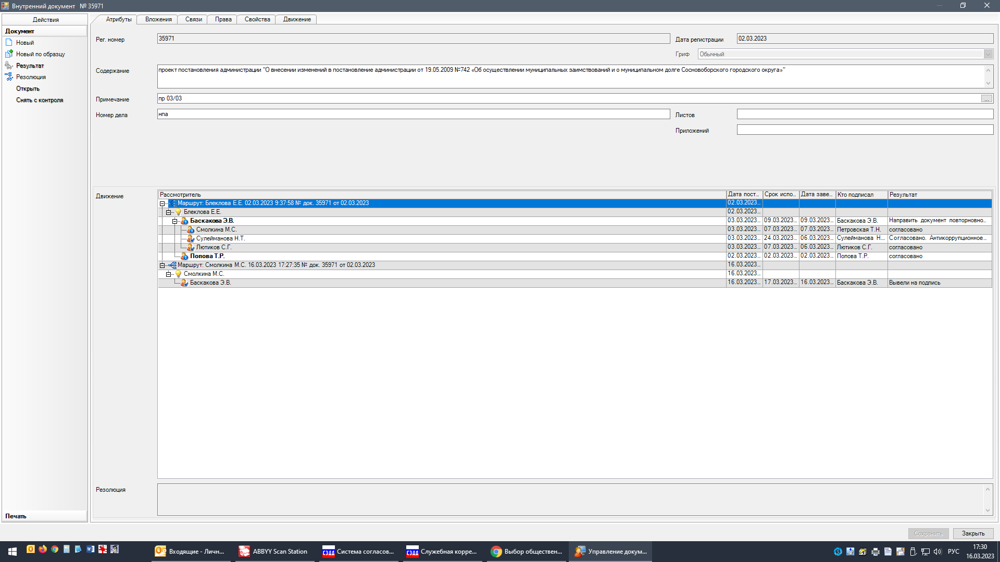 Внутренний документ № 35971
Действия
Документ
Новый
Новый по образцу
Результат
Резолюция
Открыть
Снять с контроля
Печать
Атрибуты Вложения Связи Права Свойства Движение
Рег. номер 35971 Дата регистрации 02.03.2023
Гриф Обычный
Содержание проект постановления администрации "О внесении изменений в постановление администрации от 19.05.2009 №742 «Об осуществлении муниципальных заимствований и о муниципальном долге Сосновоборского городского округа»"
Примечание пр 03/03 ...
Номер дела нпа Листов
Приложений
Движение
Рассмотритель Дата пост... Срок испо... Дата заве... Кто подписал Результат
Маршрут: Блеклова Е.Е. 02.03.2023 9:37:58 № док. 35971 от 02.03.2023 02.03.2023...
Блеклова Е.Е. 02.03.2023...
Баскакова Э.В. 03.03.2023... 09.03.2023... 09.03.2023... Баскакова Э.В. Направить документ повторновно...
Смолкина М.С. 03.03.2023... 07.03.2023... 07.03.2023... Петровская Т.Н. согласовано
Сулейманова Н.Т. 03.03.2023... 24.03.2023... 06.03.2023... Сулейманова Н.... Согласовано. Антикоррупционное...
Лютиков С.Г. 03.03.2023... 07.03.2023... 06.03.2023... Лютиков С.Г. согласовано
Попова Т.Р. 02.03.2023... 02.03.2023... 02.03.2023... Попова Т.Р. согласовано
Маршрут: Смолкина М.С. 16.03.2023 17:27:35 № док. 35971 от 02.03.2023 16.03.2023...
Смолкина М.С. 16.03.2023...
Баскакова Э.В. 16.03.2023... 17.03.2023... 16.03.2023... Баскакова Э.В. Вывели на подпись
Резолюция
Сохранить Закрыть
Входящие - Личн... ABBYY Scan Station СЭДД Система согласов... СЭДД Служебная корре... Выбор обществен... Управление докум... РУС 17:30
16.03.2023